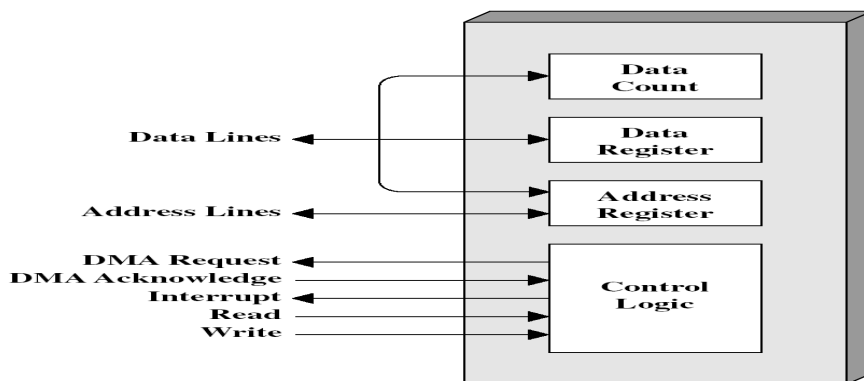 Data
Count
Data Lines
Data
Register
Address Lines
Address
Register
DMA Request
DMA Acknowledge
Interrupt
Read
Write
Control
Logic